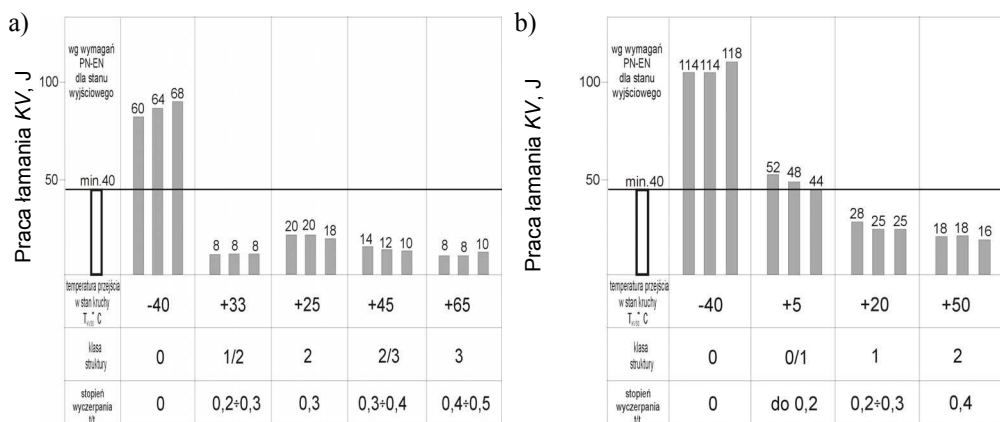 a)
Praca łamania KV, J
100
50
wg wymagań
PN-EN
dla stanu
wyjściowego
min.40
60 64 68
8 8 8
20 20 18
14 12 10
8 8 10
temperatura przejścia
w stan kruchy
° C
-40 +33 +25 +45 +65
klasa
struktury
0 1/2 2 2/3 3
stopień
wyczerpania
t/t
0 0,2÷0,3 0,3 0,3÷0,4 0,4÷0,5
b)
Praca łamania KV, J
100
50
wg wymagań
PN-EN
dla stanu
wyjściowego
min.40
114 114 118
52 48 44
28 25 25
18 18 16
temperatura przejścia
w stan kruchy
° C
-40 +5 +20 +50
klasa
struktury
0 0/1 1 2
stopień
wyczerpania
t/t
0 do 0,2 0,2÷0,3 0,4